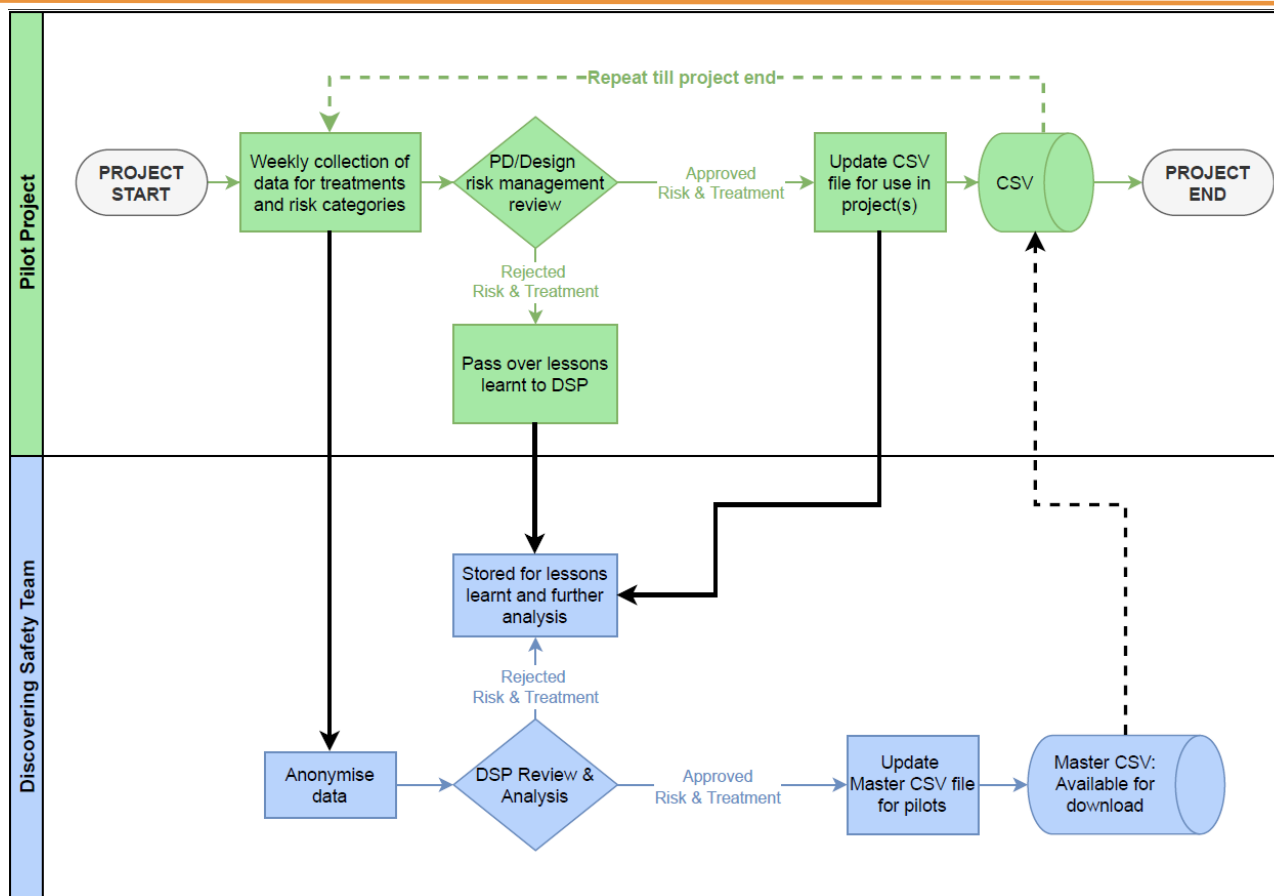 Pilot Project
Repeat till project end
PROJECT
START
Weekly collection of
data for treatments
and risk categories
PD/Design
risk management
review
Approved
Risk & Treatment
Update CSV
file for use in
project(s)
CSV
PROJECT
END
Rejected
Risk & Treatment
Pass over lessons
learnt to DSP
Discovering Safety Team
Stored for lessons
learnt and further
analysis
Rejected
Risk & Treatment
Anonymise
data
DSP Review &
Analysis
Approved
Risk & Treatment
Update
Master CSV file
for pilots
Master CSV:
Available for
download